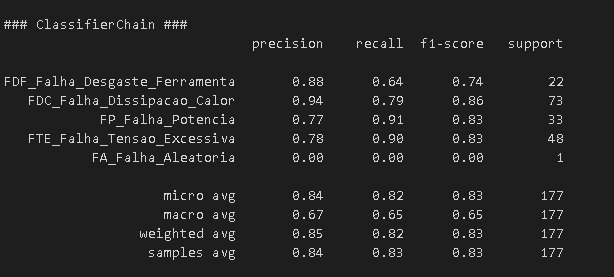 ### ClassifierChain ###
precision recall f1-score support
FDF_Falha_Desgaste_Ferramenta 0.88 0.64 0.74 22
FDC_Falha_Dissipacao_Calor 0.94 0.79 0.86 73
FP_Falha_Potencia 0.77 0.91 0.83 33
FTE_Falha_Tensao_Excessiva 0.78 0.90 0.83 48
FA_Falha_Aleatoria 0.00 0.00 0.00 1
micro avg 0.84 0.82 0.83 177
macro avg 0.67 0.65 0.65 177
weighted avg 0.85 0.82 0.83 177
samples avg 0.84 0.83 0.83 177